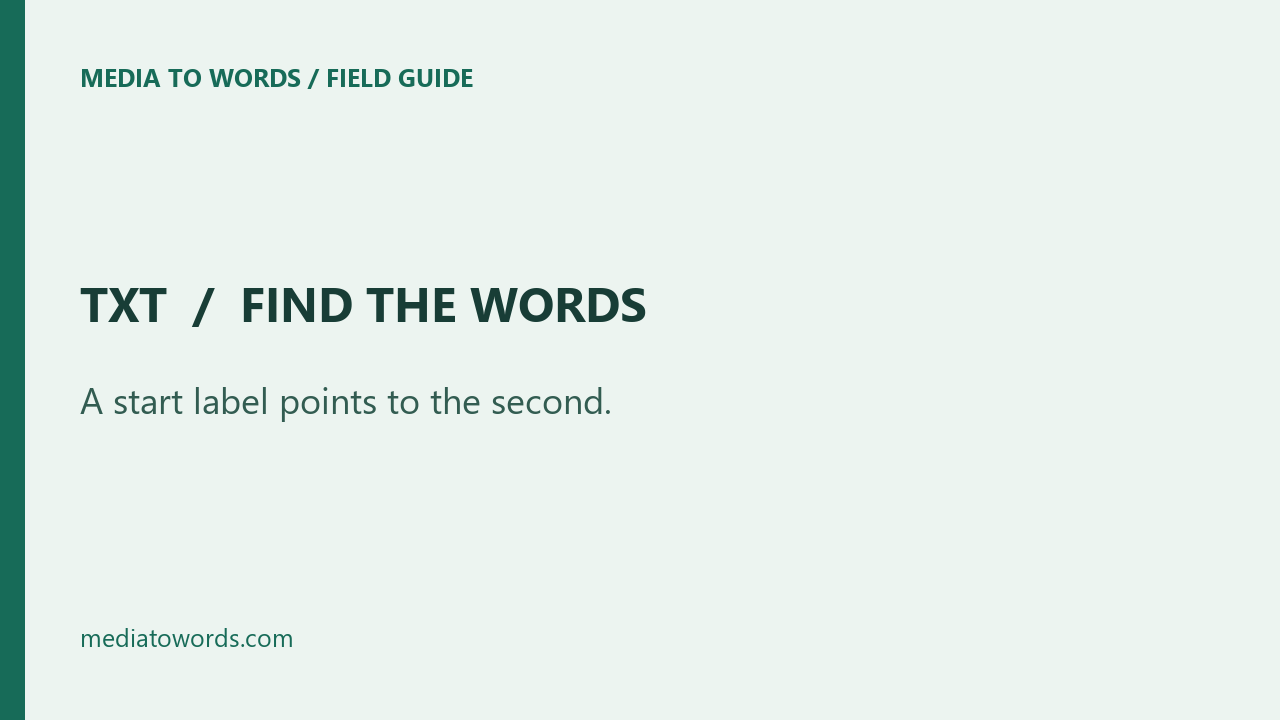 MEDIA TO WORDS / FIELD GUIDE
TXT / FIND THE WORDS
A start label points to the second.
mediatowords.com